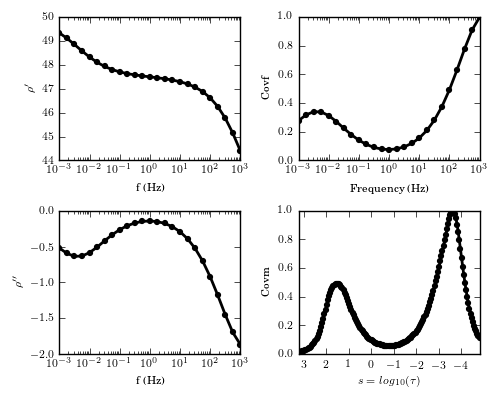 50
49
48
47
46
45
44
ρ′
10⁻³ 10⁻² 10⁻¹ 10⁰ 10¹ 10² 10³
f (Hz)
1.0
0.8
0.6
0.4
0.2
0.0
Covf
10⁻³ 10⁻² 10⁻¹ 10⁰ 10¹ 10² 10³
Frequency (Hz)
0.0
−0.5
−1.0
−1.5
−2.0
ρ′′
10⁻³ 10⁻² 10⁻¹ 10⁰ 10¹ 10² 10³
f (Hz)
1.0
0.8
0.6
0.4
0.2
0.0
Covm
3 2 1 0 −1 −2 −3 −4
s = log₁₀(τ)